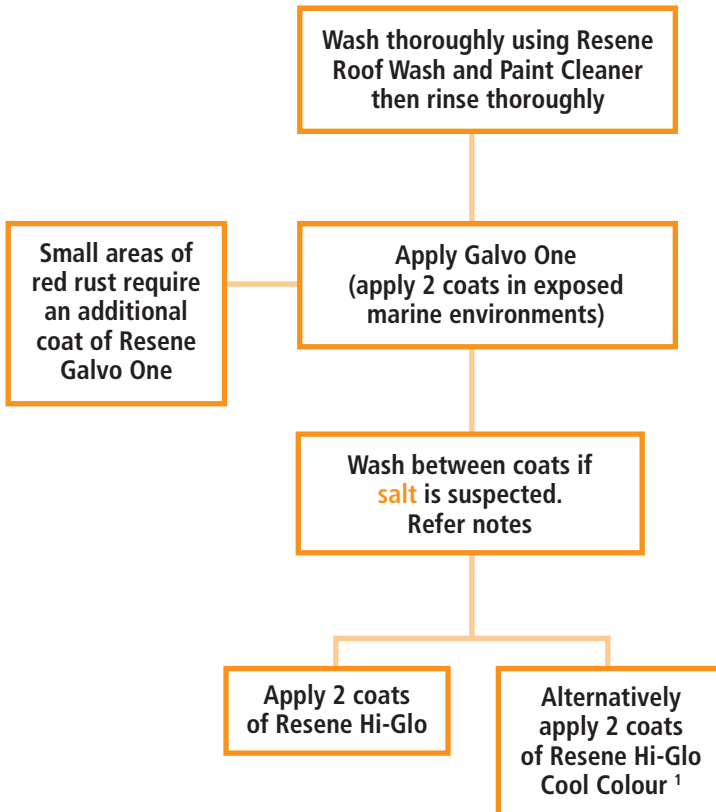 Wash thoroughly using Resene
Roof Wash and Paint Cleaner
then rinse thoroughly
Small areas of
red rust require
an additional
coat of Resene
Galvo One
Apply Galvo One
(apply 2 coats in exposed
marine environments)
Wash between coats if
salt is suspected.
Refer notes
Apply 2 coats
of Resene Hi-Glo
Alternatively
apply 2 coats
of Resene Hi-Glo
Cool Colour ¹